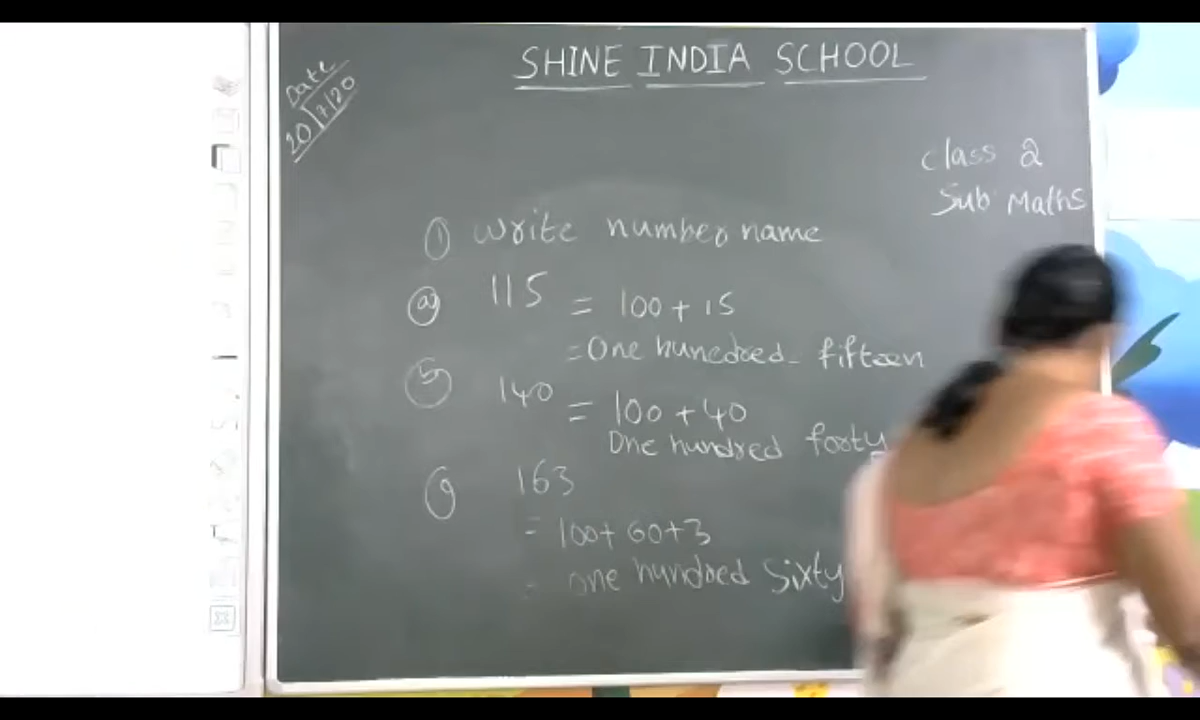 SHINE INDIA SCHOOL
Date
20/7/20
Class 2
Sub Maths
① Write number name
ⓐ 115 = 100 + 15
= One hunedred - fifteen
ⓑ 140 = 100 + 40
One hundred forty
163
= 100 + 60 + 3
= one hundred Sixty